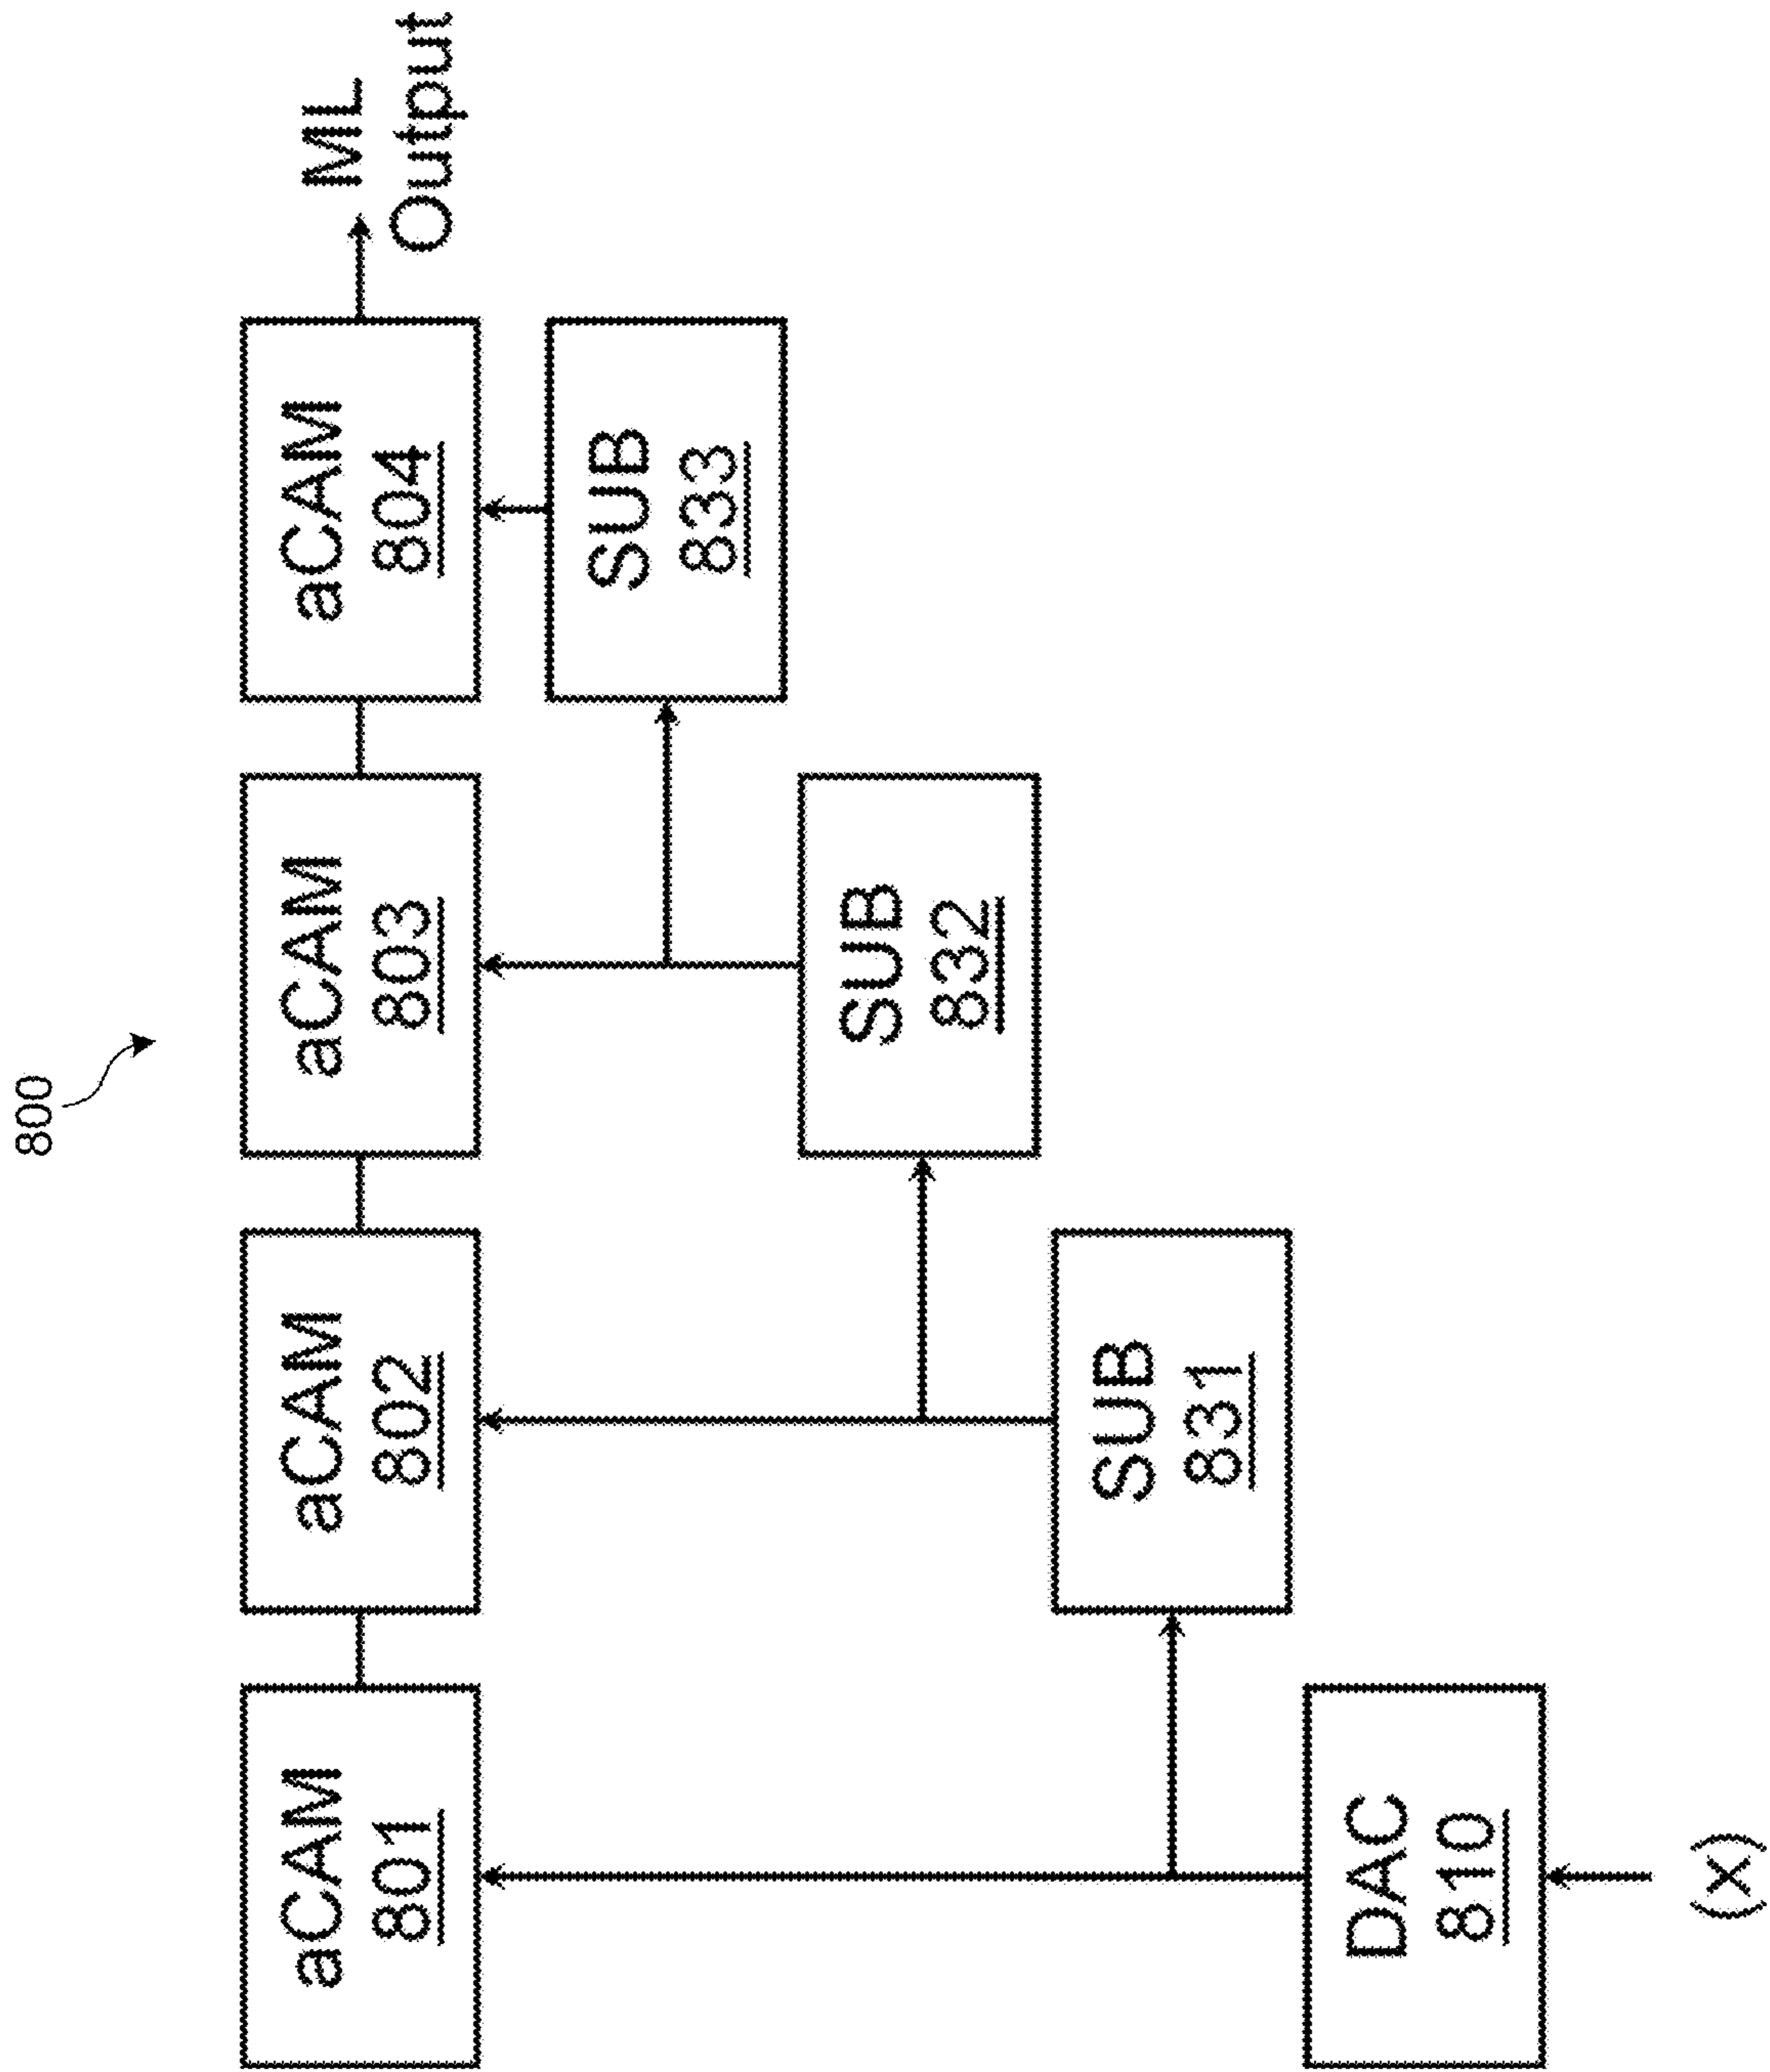 800
aCAM
801
aCAM
802
aCAM
803
aCAM
804
ML
Output
SUB
833
SUB
832
SUB
831
DAC
810
(x)